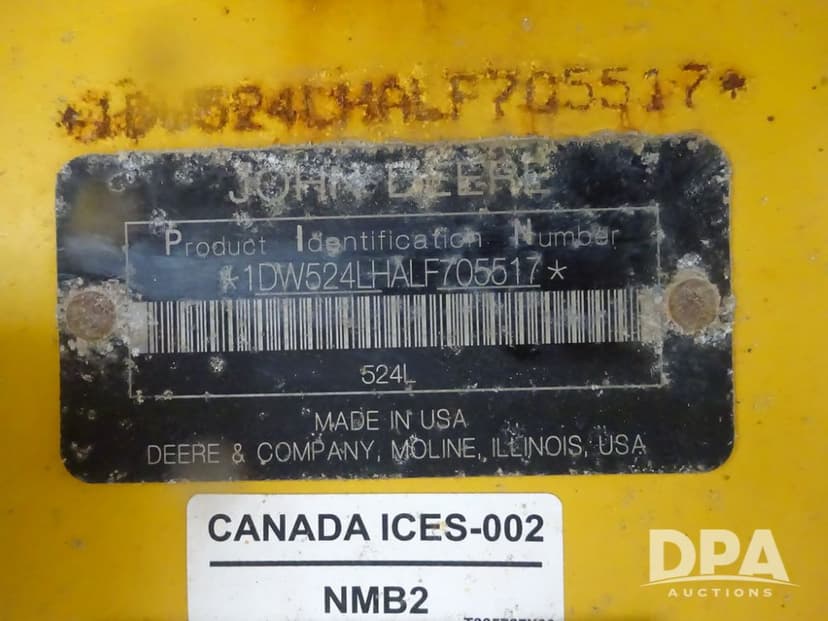 *1DW524LHALF705517*
JOHN DEERE
Product Identification Number
*1DW524LHALF705517*
524L
MADE IN USA
DEERE & COMPANY, MOLINE, ILLINOIS, USA
CANADA ICES-002
NMB2
DPA
AUCTIONS